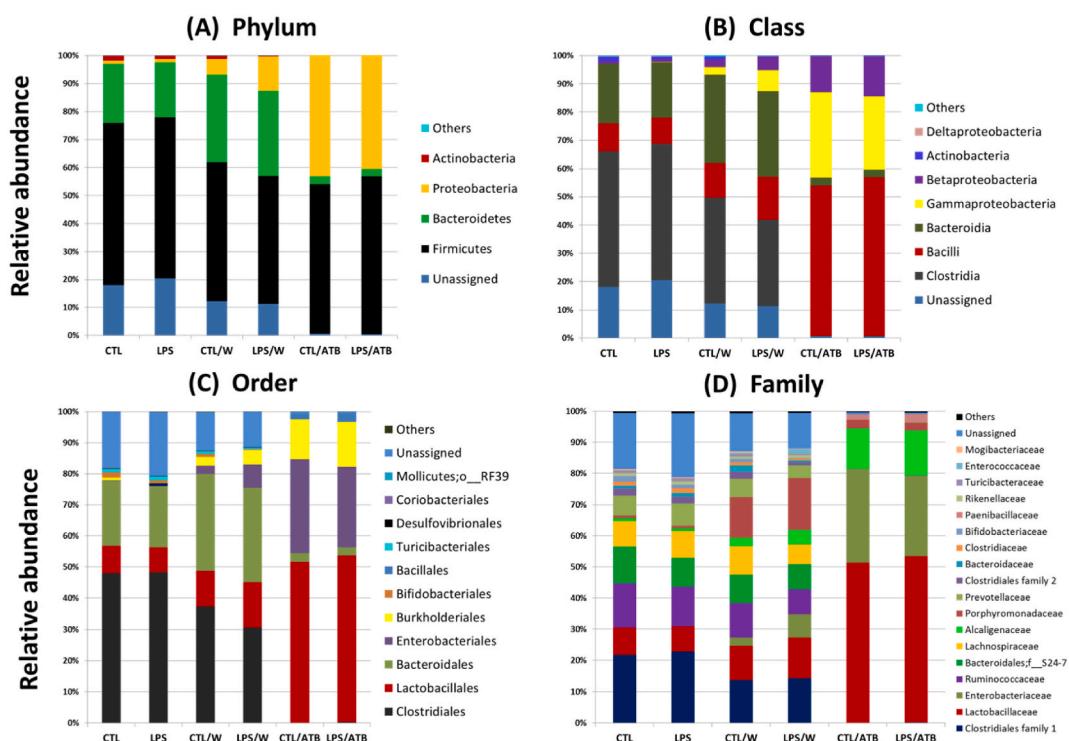 (A) Phylum
Relative abundance
100%
90%
80%
70%
60%
50%
40%
30%
20%
10%
0%
CTL LPS CTL/W LPS/W CTL/ATB LPS/ATB
Others
Actinobacteria
Proteobacteria
Bacteroidetes
Firmicutes
Unassigned
(B) Class
100%
90%
80%
70%
60%
50%
40%
30%
20%
10%
0%
CTL LPS CTL/W LPS/W CTL/ATB LPS/ATB
Others
Deltaproteobacteria
Actinobacteria
Betaproteobacteria
Gammaproteobacteria
Bacteroidia
Bacilli
Clostridia
Unassigned
(C) Order
Relative abundance
100%
90%
80%
70%
60%
50%
40%
30%
20%
10%
0%
CTL LPS CTL/W LPS/W CTL/ATB LPS/ATB
Others
Unassigned
Mollicutes;o__RF39
Coriobacteriales
Desulfovibrionales
Turicibacteriales
Bacillales
Bifidobacteriales
Burkholderiales
Enterobacteriales
Bacteroidales
Lactobacillales
Clostridiales
(D) Family
100%
90%
80%
70%
60%
50%
40%
30%
20%
10%
0%
CTL LPS CTL/W LPS/W CTL/ATB LPS/ATB
Others
Unassigned
Mogibacteriaceae
Enterococcaceae
Turicibacteraceae
Rikenellaceae
Paenibacillaceae
Bifidobacteriaceae
Clostridiaceae
Bacteroidaceae
Clostridiales family 2
Prevotellaceae
Porphyromonadaceae
Alcaligenaceae
Lachnospiraceae
Bacteroidales;f__S24-7
Ruminococcaceae
Enterobacteriaceae
Lactobacillaceae
Clostridiales family 1